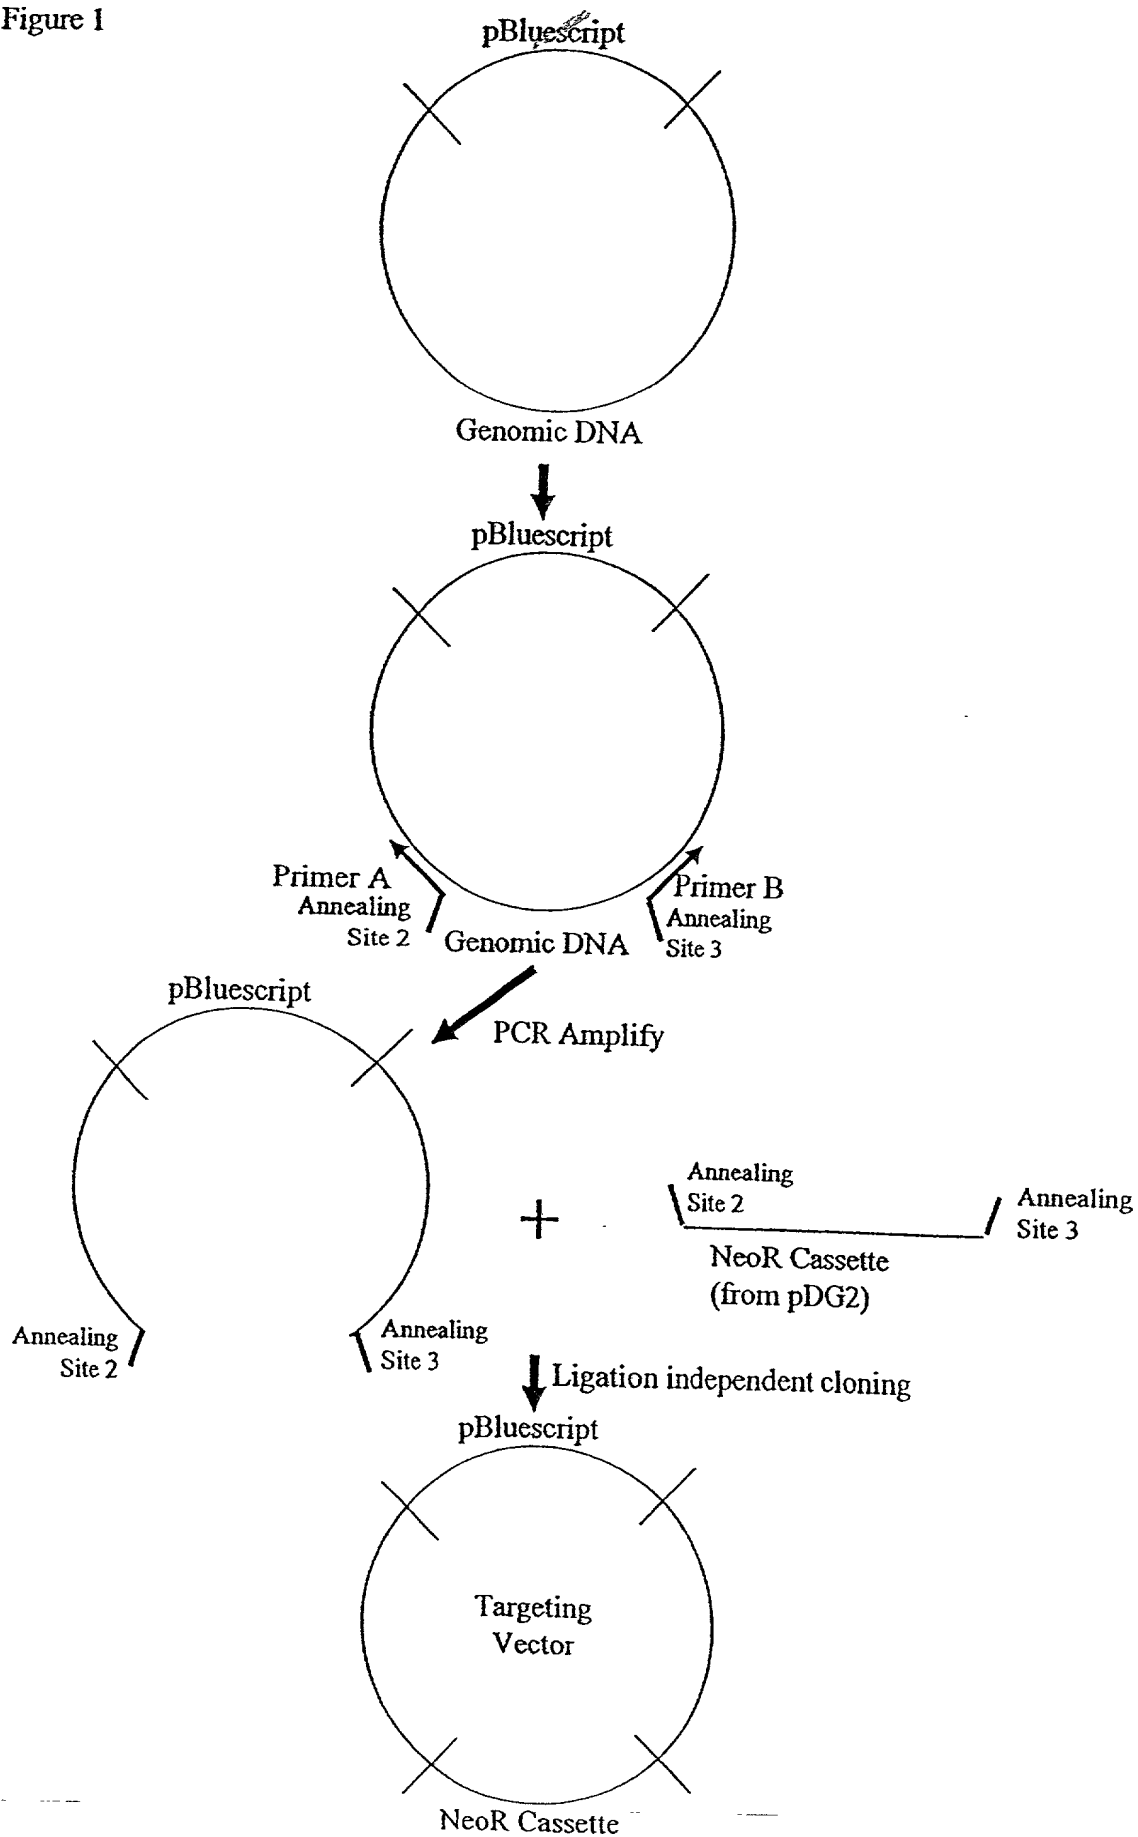 Figure 1
pBluescript
Genomic DNA
pBluescript
Primer A
Annealing
Site 2
Primer B
Annealing
Site 3
Genomic DNA
PCR Amplify
pBluescript
Annealing
Site 2
Annealing
Site 3
+
Annealing
Site 2
Annealing
Site 3
NeoR Cassette
(from pDG2)
Ligation independent cloning
pBluescript
Targeting
Vector
NeoR Cassette